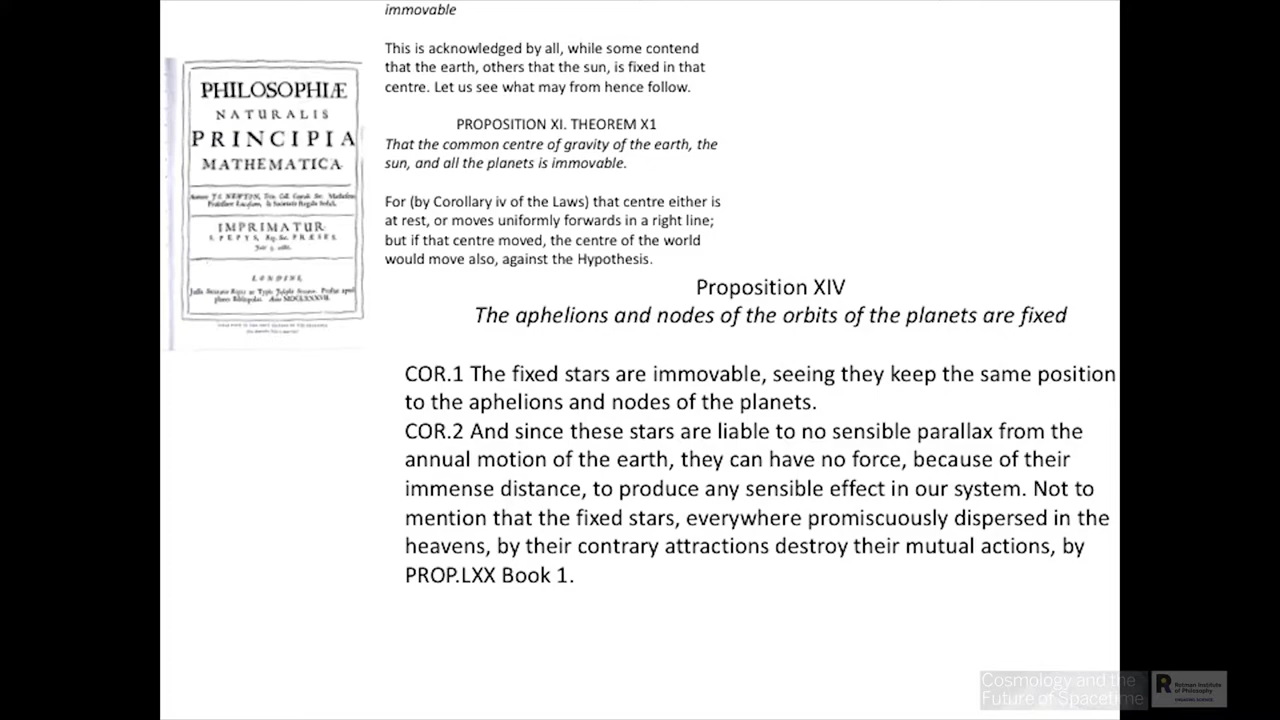 immovable
This is acknowledged by all, while some contend
that the earth, others that the sun, is fixed in that
centre. Let us see what may from hence follow.
PROPOSITION XI. THEOREM X1
That the common centre of gravity of the earth, the
sun, and all the planets is immovable.
For (by Corollary iv of the Laws) that centre either is
at rest, or moves uniformly forwards in a right line;
but if that centre moved, the centre of the world
would move also, against the Hypothesis.
PHILOSOPHIÆ
NATURALIS
PRINCIPIA
MATHEMATICA
IMPRIMATUR
S. PEPYS, Reg. Soc. PRÆSES.
LONDINI,
Proposition XIV
The aphelions and nodes of the orbits of the planets are fixed
COR.1 The fixed stars are immovable, seeing they keep the same position
to the aphelions and nodes of the planets.
COR.2 And since these stars are liable to no sensible parallax from the
annual motion of the earth, they can have no force, because of their
immense distance, to produce any sensible effect in our system. Not to
mention that the fixed stars, everywhere promiscuously dispersed in the
heavens, by their contrary attractions destroy their mutual actions, by
PROP.LXX Book 1.
Cosmology and the
Future of Spacetime
Rotman Institute
of Philosophy